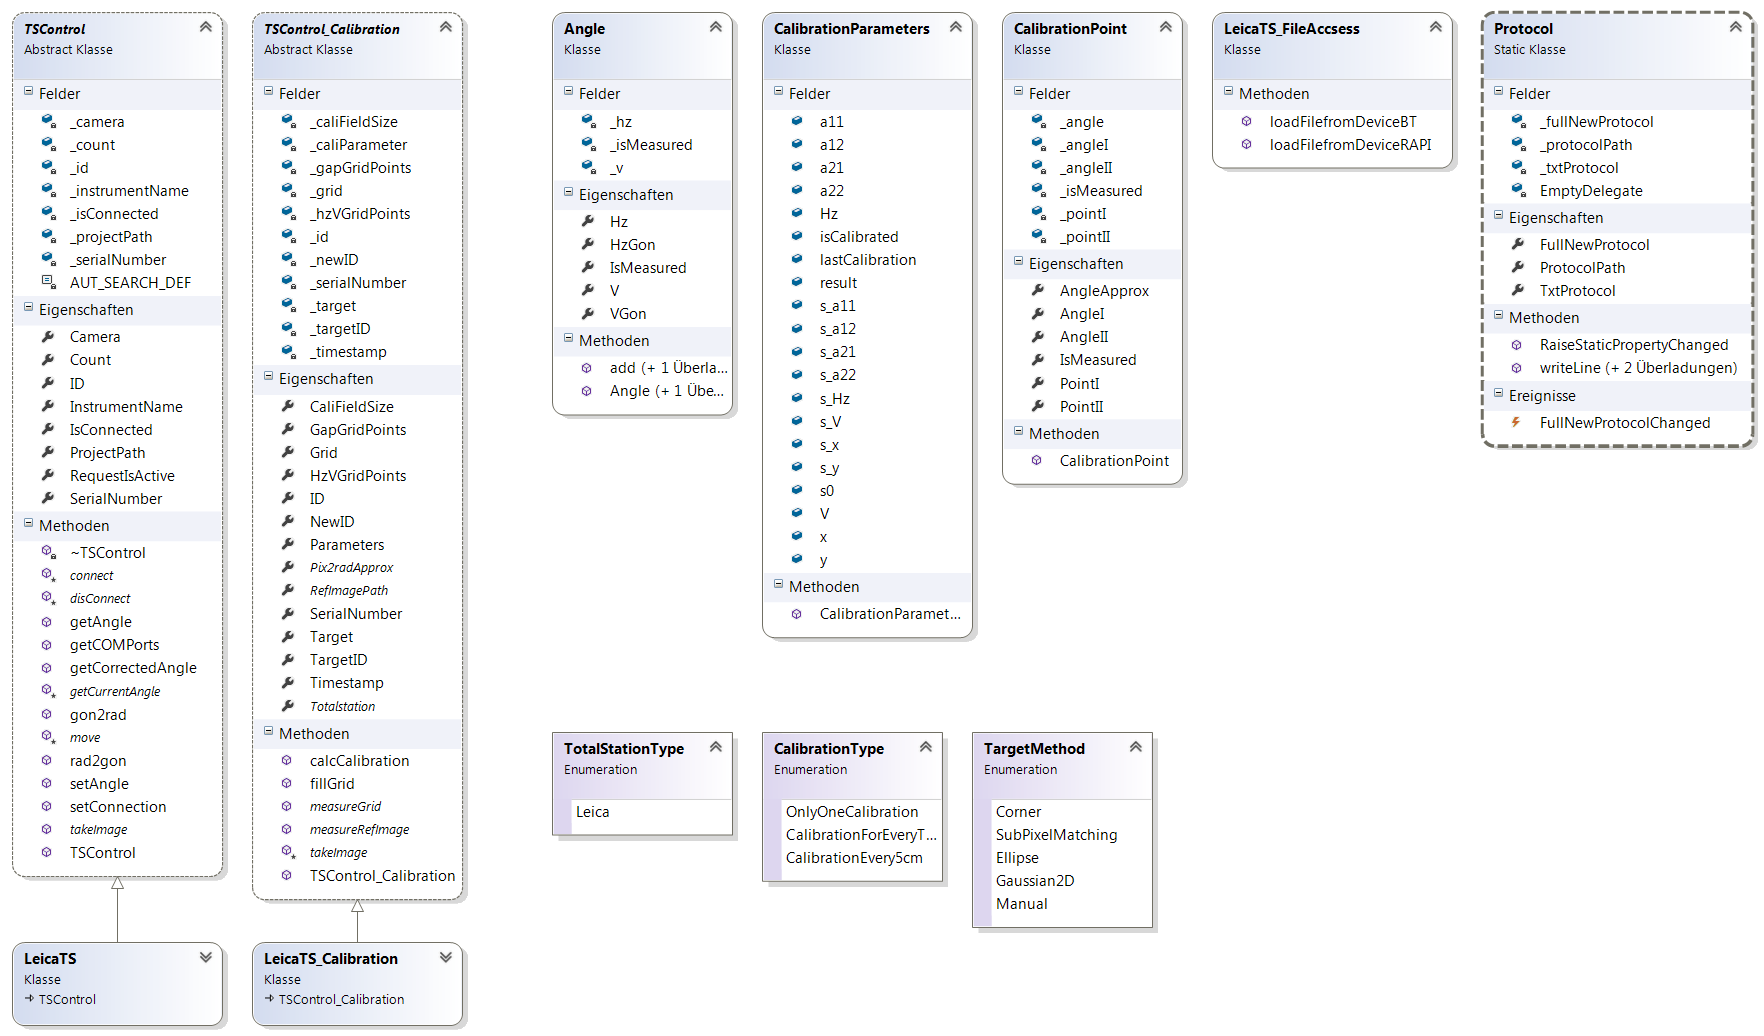 TSControl
Abstract Klasse
Felder
_camera
_count
_id
_instrumentName
_isConnected
_projectPath
_serialNumber
AUT_SEARCH_DEF
Eigenschaften
Camera
Count
ID
InstrumentName
IsConnected
ProjectPath
RequestIsActive
SerialNumber
Methoden
~TSControl
connect
disConnect
getAngle
getCOMPorts
getCorrectedAngle
getCurrentAngle
gon2rad
move
rad2gon
setAngle
setConnection
takeImage
TSControl
LeicaTS
Klasse
TSControl
TSControl_Calibration
Abstract Klasse
Felder
_caliFieldSize
_caliParameter
_gapGridPoints
_grid
_hzVGridPoints
_id
_newID
_serialNumber
_target
_targetID
_timestamp
Eigenschaften
CaliFieldSize
GapGridPoints
Grid
HzVGridPoints
ID
NewID
Parameters
Pix2radApprox
RefImagePath
SerialNumber
Target
TargetID
Timestamp
Totalstation
Methoden
calcCalibration
fillGrid
measureGrid
measureRefImage
takeImage
TSControl_Calibration
LeicaTS_Calibration
Klasse
TSControl_Calibration
Angle
Klasse
Felder
_hz
_isMeasured
_v
Eigenschaften
Hz
HzGon
IsMeasured
V
VGon
Methoden
add (+ 1 Überla...
Angle (+ 1 Übe...
CalibrationParameters
Klasse
Felder
a11
a12
a21
a22
Hz
isCalibrated
lastCalibration
result
s_a11
s_a12
s_a21
s_a22
s_Hz
s_V
s_x
s_y
s0
V
x
y
Methoden
CalibrationParamet...
CalibrationPoint
Klasse
Felder
_angle
_angleI
_angleII
_isMeasured
_pointI
_pointII
Eigenschaften
AngleApprox
AngleI
AngleII
IsMeasured
PointI
PointII
Methoden
CalibrationPoint
LeicaTS_FileAccsess
Klasse
Methoden
loadFilefromDeviceBT
loadFilefromDeviceRAPI
Protocol
Static Klasse
Felder
_fullNewProtocol
_protocolPath
_txtProtocol
EmptyDelegate
Eigenschaften
FullNewProtocol
ProtocolPath
TxtProtocol
Methoden
RaiseStaticPropertyChanged
writeLine (+ 2 Überladungen)
Ereignisse
FullNewProtocolChanged
TotalStationType
Enumeration
Leica
CalibrationType
Enumeration
OnlyOneCalibration
CalibrationForEveryT...
CalibrationEvery5cm
TargetMethod
Enumeration
Corner
SubPixelMatching
Ellipse
Gaussian2D
Manual